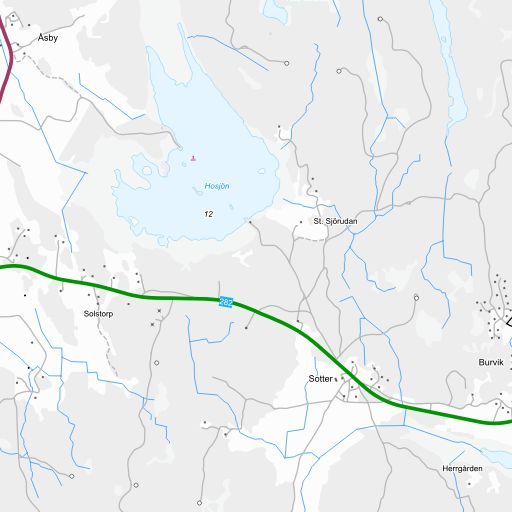 Åsby
Hosjön
12
St. Sjörudan
282
Solstorp
Burvik
Sotter
Herrgården